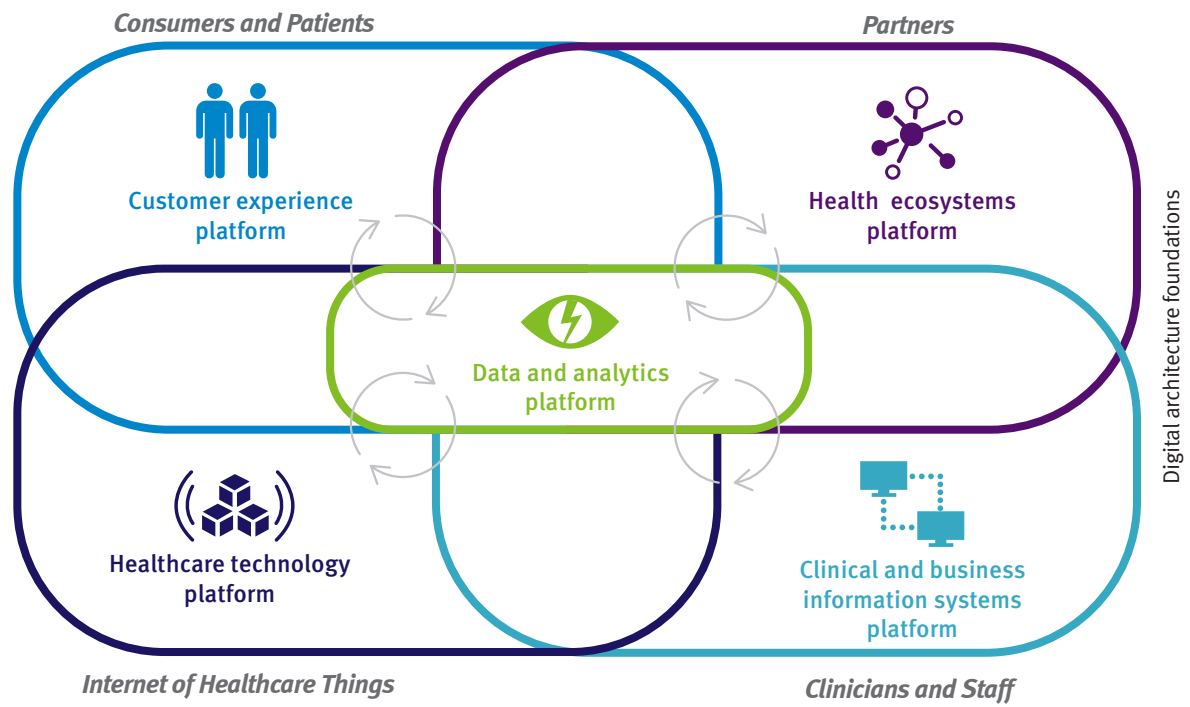 Consumers and Patients
Partners
Customer experience
platform
Health ecosystems
platform
Data and analytics
platform
Digital architecture foundations
Healthcare technology
platform
Clinical and business
information systems
platform
Internet of Healthcare Things
Clinicians and Staff